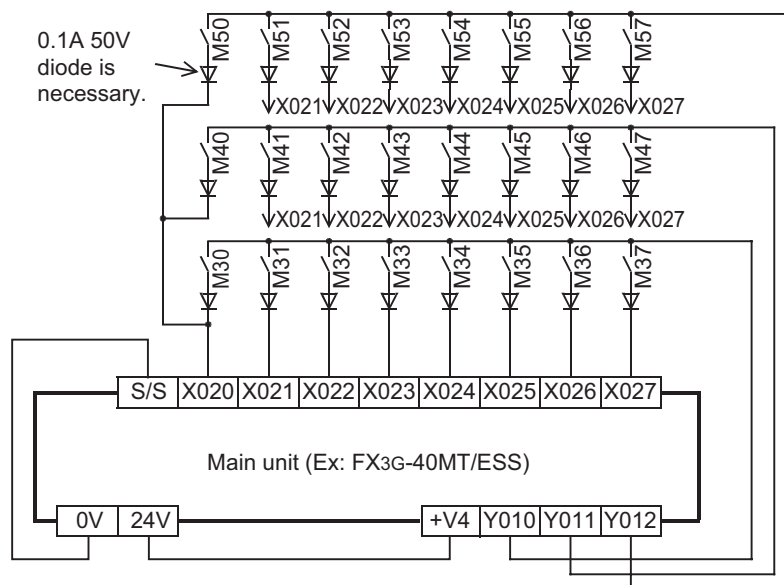 M50 M51 M52 M53 M54 M55 M56 M57
0.1A 50V
diode is
necessary.
X021 X022 X023 X024 X025 X026 X027
M40 M41 M42 M43 M44 M45 M46 M47
X021 X022 X023 X024 X025 X026 X027
M30 M31 M32 M33 M34 M35 M36 M37
S/S X020 X021 X022 X023 X024 X025 X026 X027
Main unit (Ex: FX3G-40MT/ESS)
0V 24V +V4 Y010 Y011 Y012